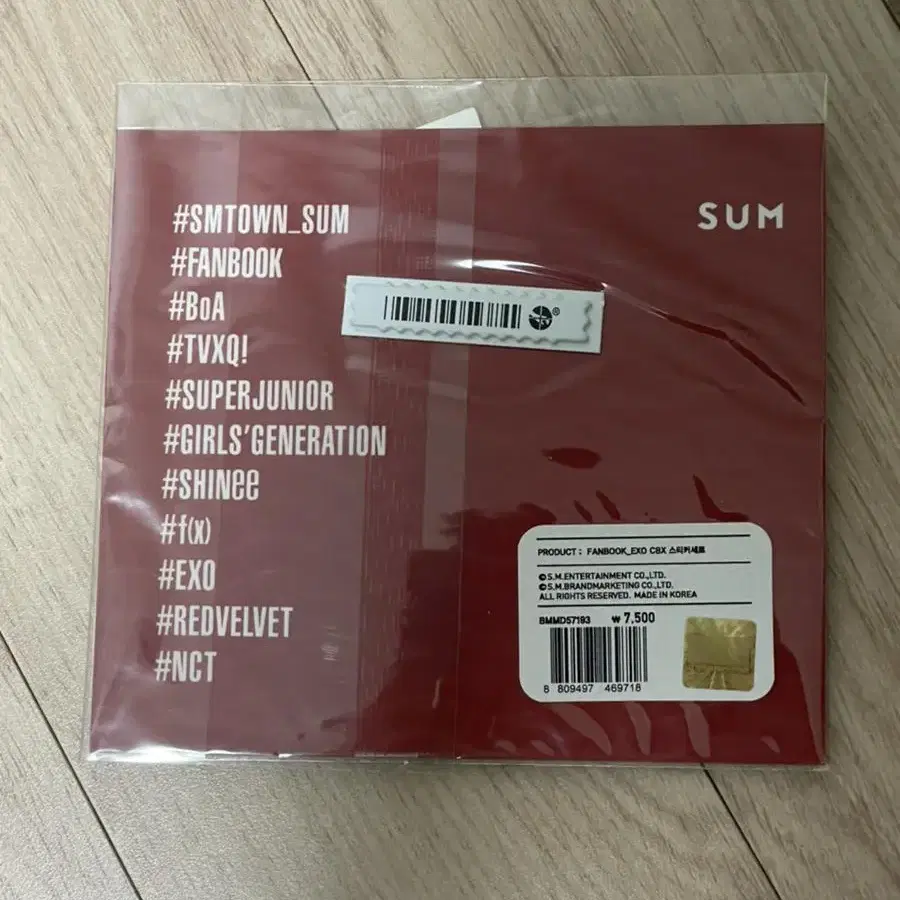 #SMTOWN_SUM
#FANBOOK
#BoA
#TVXQ!
#SUPERJUNIOR
#GIRLS'GENERATION
#SHINee
#f(x)
#EXO
#REDVELVET
#NCT
SUM
PRODUCT : FANBOOK_EXO CBX 스티커세트
© S.M.ENTERTAINMENT CO.,LTD.
© S.M.BRANDMARKETING CO.,LTD.
ALL RIGHTS RESERVED. MADE IN KOREA
BMMD57193 ₩ 7,500
8 809497 469718